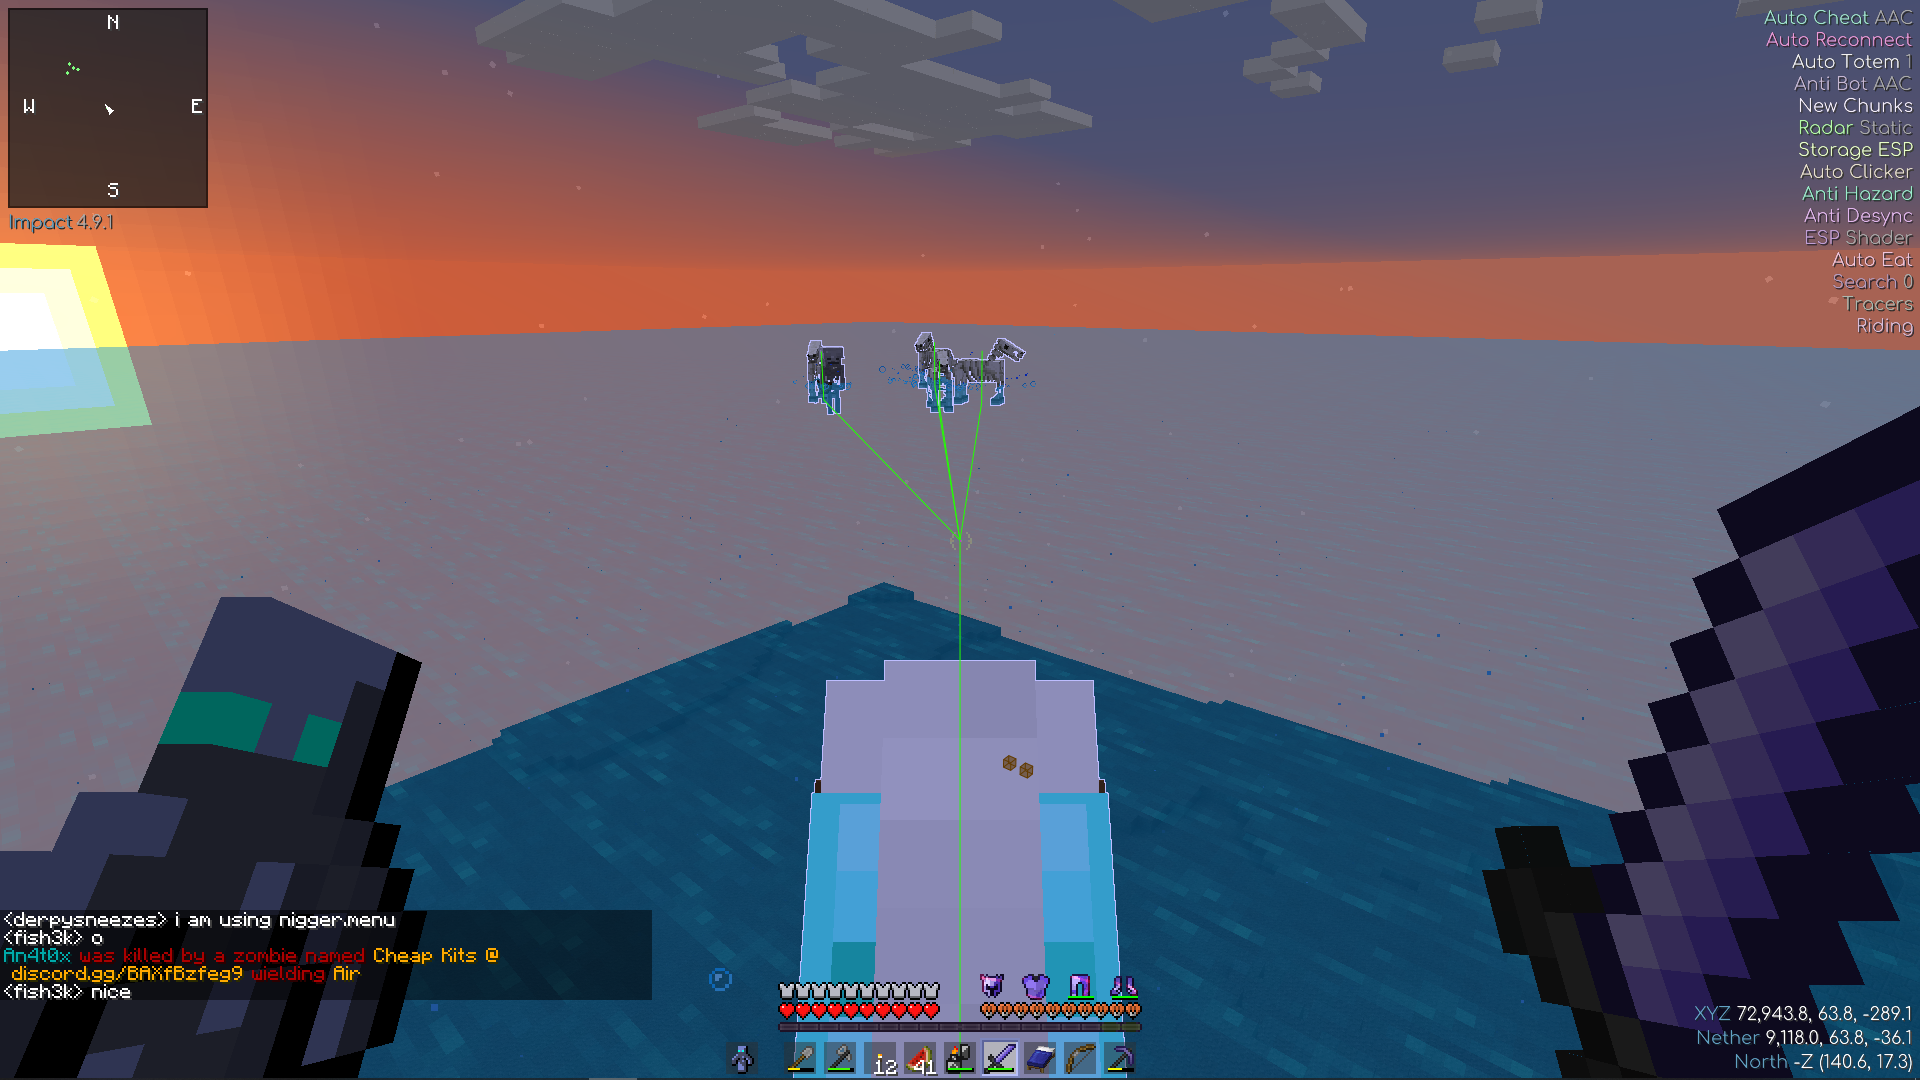 N
W
E
S
Impact 4.9.1
Auto Cheat AAC
Auto Reconnect
Auto Totem 1
Anti Bot AAC
New Chunks
Radar Static
Storage ESP
Auto Clicker
Anti Hazard
Anti Desync
ESP Shader
Auto Eat
Search 0
Tracers
Riding
<derpysneezes> i am using nigger.menu
<fish3k> o
An4t0x was killed by a zombie named Cheap Kits @
discord.gg/BAXfBzfeg9 wielding Air
<fish3k> nice
12
41
XYZ 72,943.8, 63.8, -289.1
Nether 9,118.0, 63.8, -36.1
North -Z (140.6, 17.3)